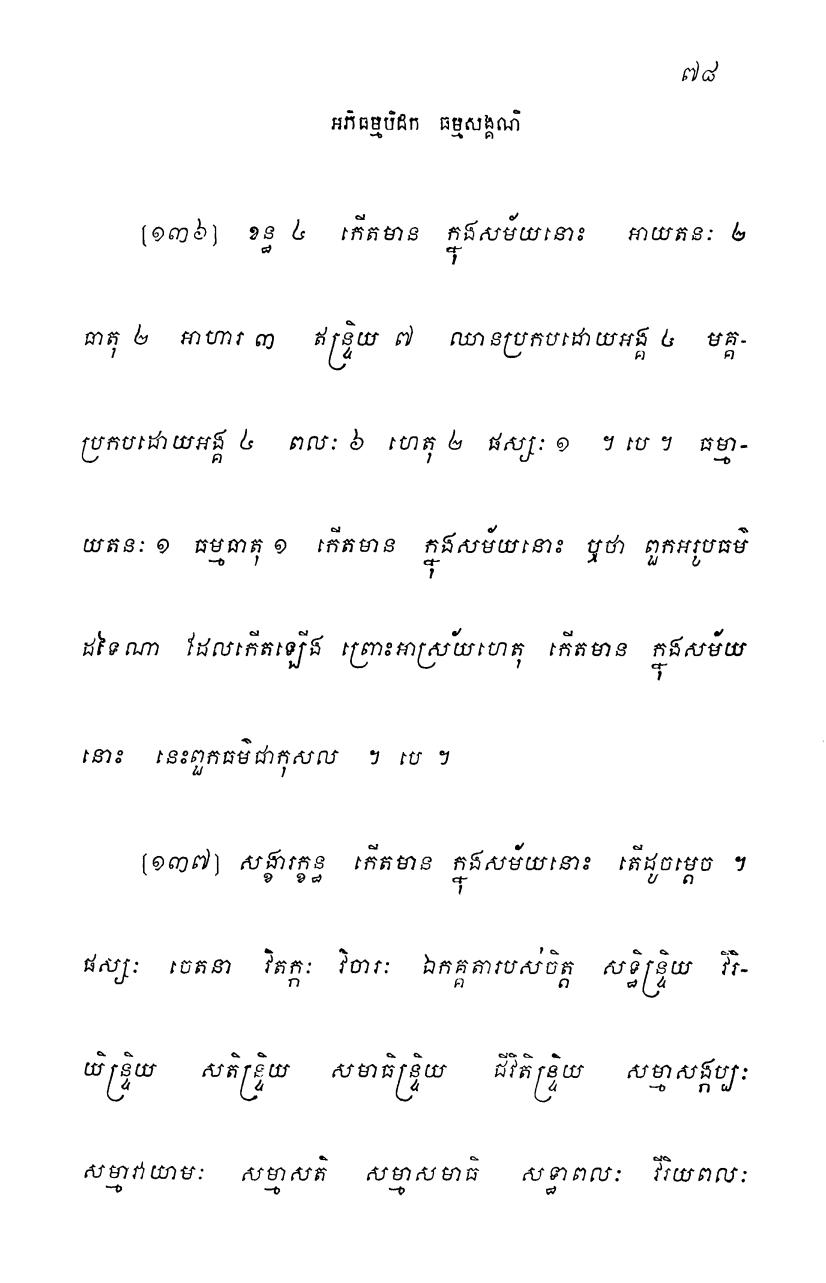 ៧៨
អភិធម្មបិដក ធម្មសង្គណិ
[១៣៦] ខន្ធ ៤ កើតមាន ក្នុងសម័យនោះ អាយតនៈ ២
ធាតុ ២ អាហារ ៣ ឥន្ទ្រិយ ៧ ឈានប្រកបដោយអង្គ ៤ មគ្គ-
ប្រកបដោយអង្គ ៤ ពលៈ ៦ ហេតុ ២ ផស្សៈ ១ ។ បេ ។ ធម្មា-
យតនៈ ១ ធម្មធាតុ ១ កើតមាន ក្នុងសម័យនោះ ឬថា ពួកអរូបធម៌
ដទៃណា ដែលកើតឡើង ព្រោះអាស្រ័យហេតុ កើតមាន ក្នុងសម័យ
នោះ នេះពួកធម៌ជាកុសល ។ បេ ។
[១៣៧] សង្ខារក្ខន្ធ កើតមាន ក្នុងសម័យនោះ តើដូចម្តេច ។
ផស្សៈ ចេតនា វិតក្កៈ វិចារៈ ឯកគ្គតារបស់ចិត្ត សទ្ធិន្ទ្រិយ វីរិ-
យិន្ទ្រិយ សតិន្ទ្រិយ សមាធិន្ទ្រិយ ជីវិតិន្ទ្រិយ សម្មាសង្កប្បៈ
សម្មាវាយាមៈ សម្មាសតិ សម្មាសមាធិ សទ្ធាពលៈ វីរិយពលៈ